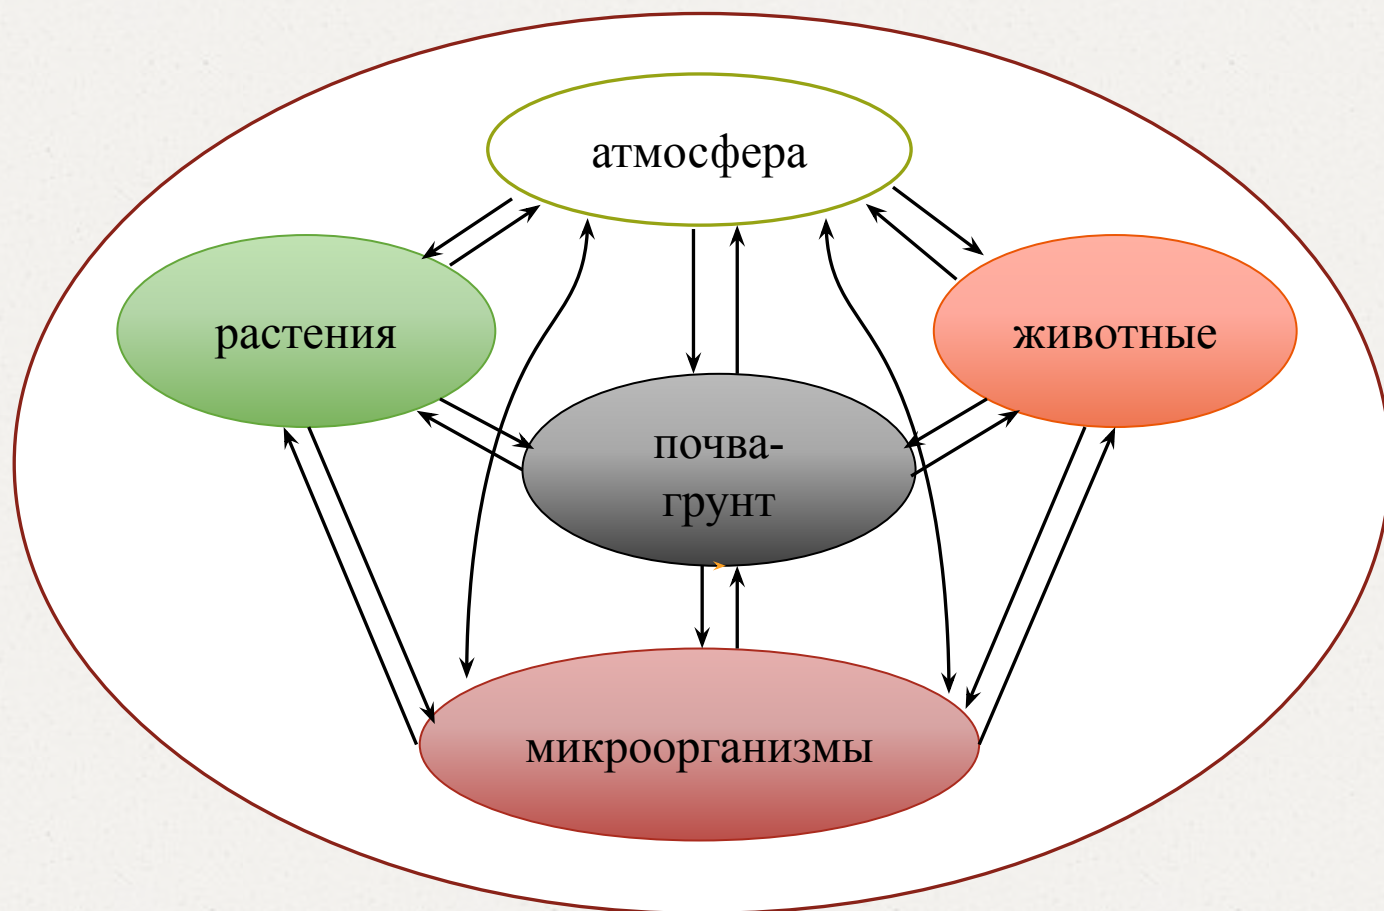 атмосфера
растения
животные
почва-
грунт
микроорганизмы